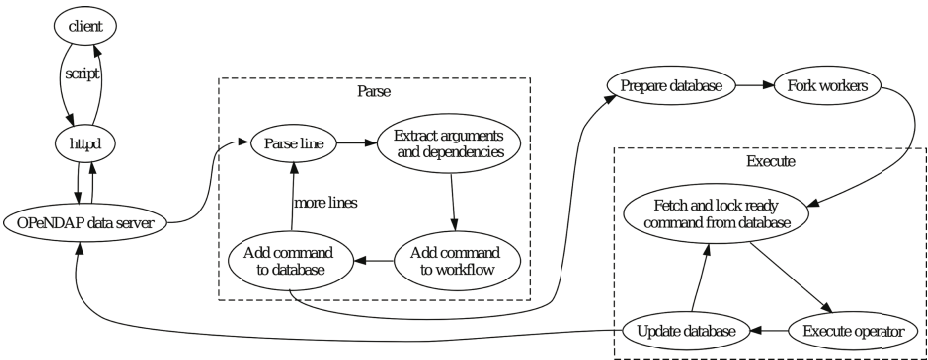 client
script
httpd
OPeNDAP data server
Parse
Parse line
Extract arguments
and dependencies
more lines
Add command
to database
Add command
to workflow
Prepare database
Fork workers
Execute
Fetch and lock ready
command from database
Update database
Execute operator